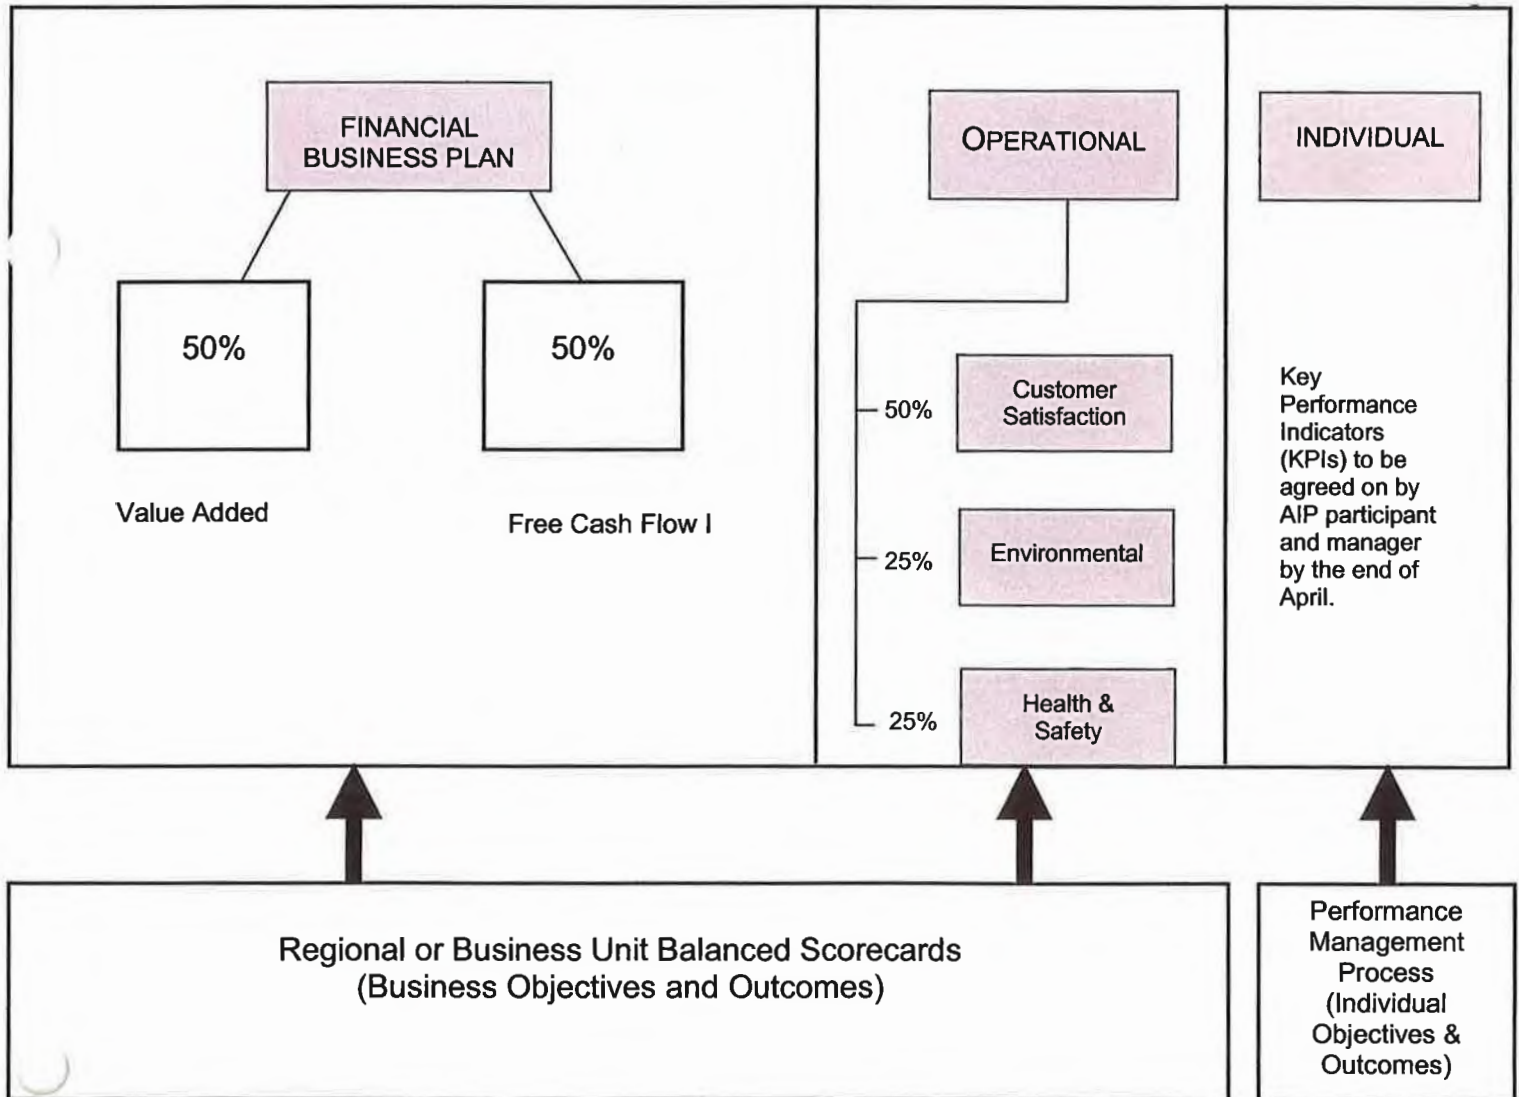 FINANCIAL
BUSINESS PLAN
50%
50%
Value Added
Free Cash Flow I
OPERATIONAL
50%
Customer
Satisfaction
25%
Environmental
25%
Health &
Safety
INDIVIDUAL
Key
Performance
Indicators
(KPIs) to be
agreed on by
AIP participant
and manager
by the end of
April.
Regional or Business Unit Balanced Scorecards
(Business Objectives and Outcomes)
Performance
Management
Process
(Individual
Objectives &
Outcomes)